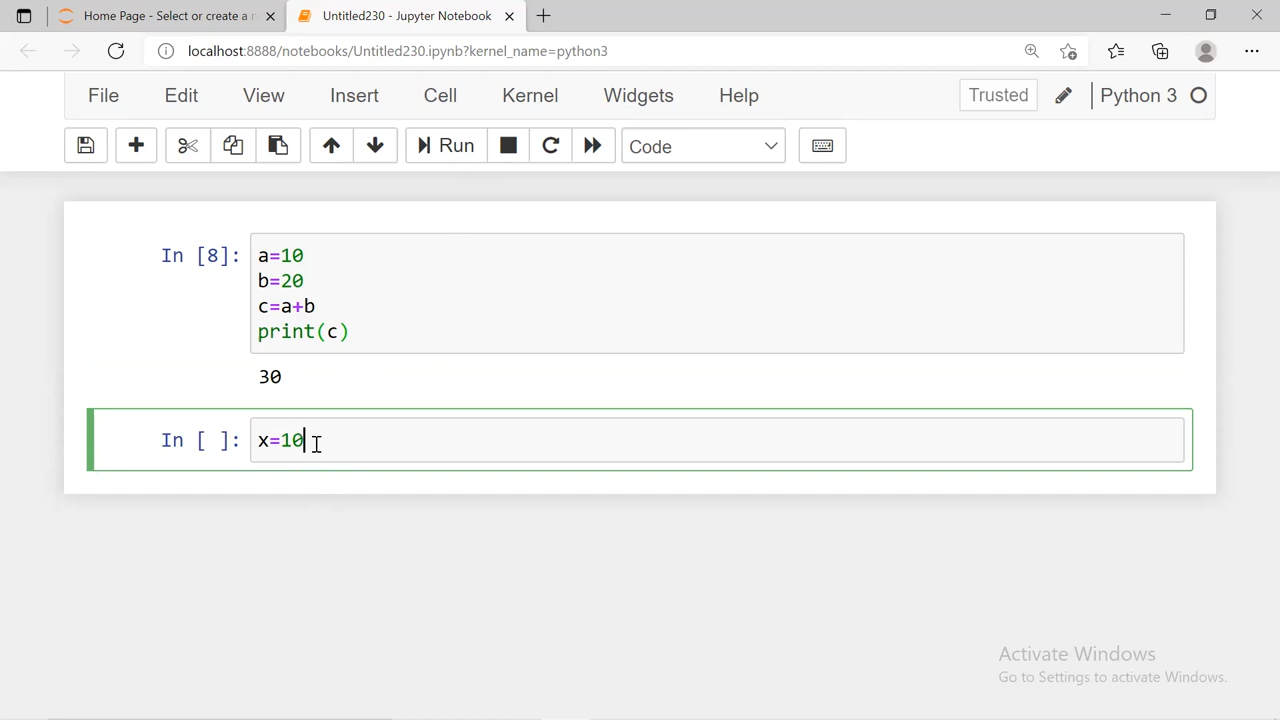 Home Page - Select or create a n
Untitled230 - Jupyter Notebook
localhost:8888/notebooks/Untitled230.ipynb?kernel_name=python3
File Edit View Insert Cell Kernel Widgets Help Trusted Python 3
Run Code
In [8]: a=10
b=20
c=a+b
print(c)
30
In [ ]: x=10
Activate Windows
Go to Settings to activate Windows.